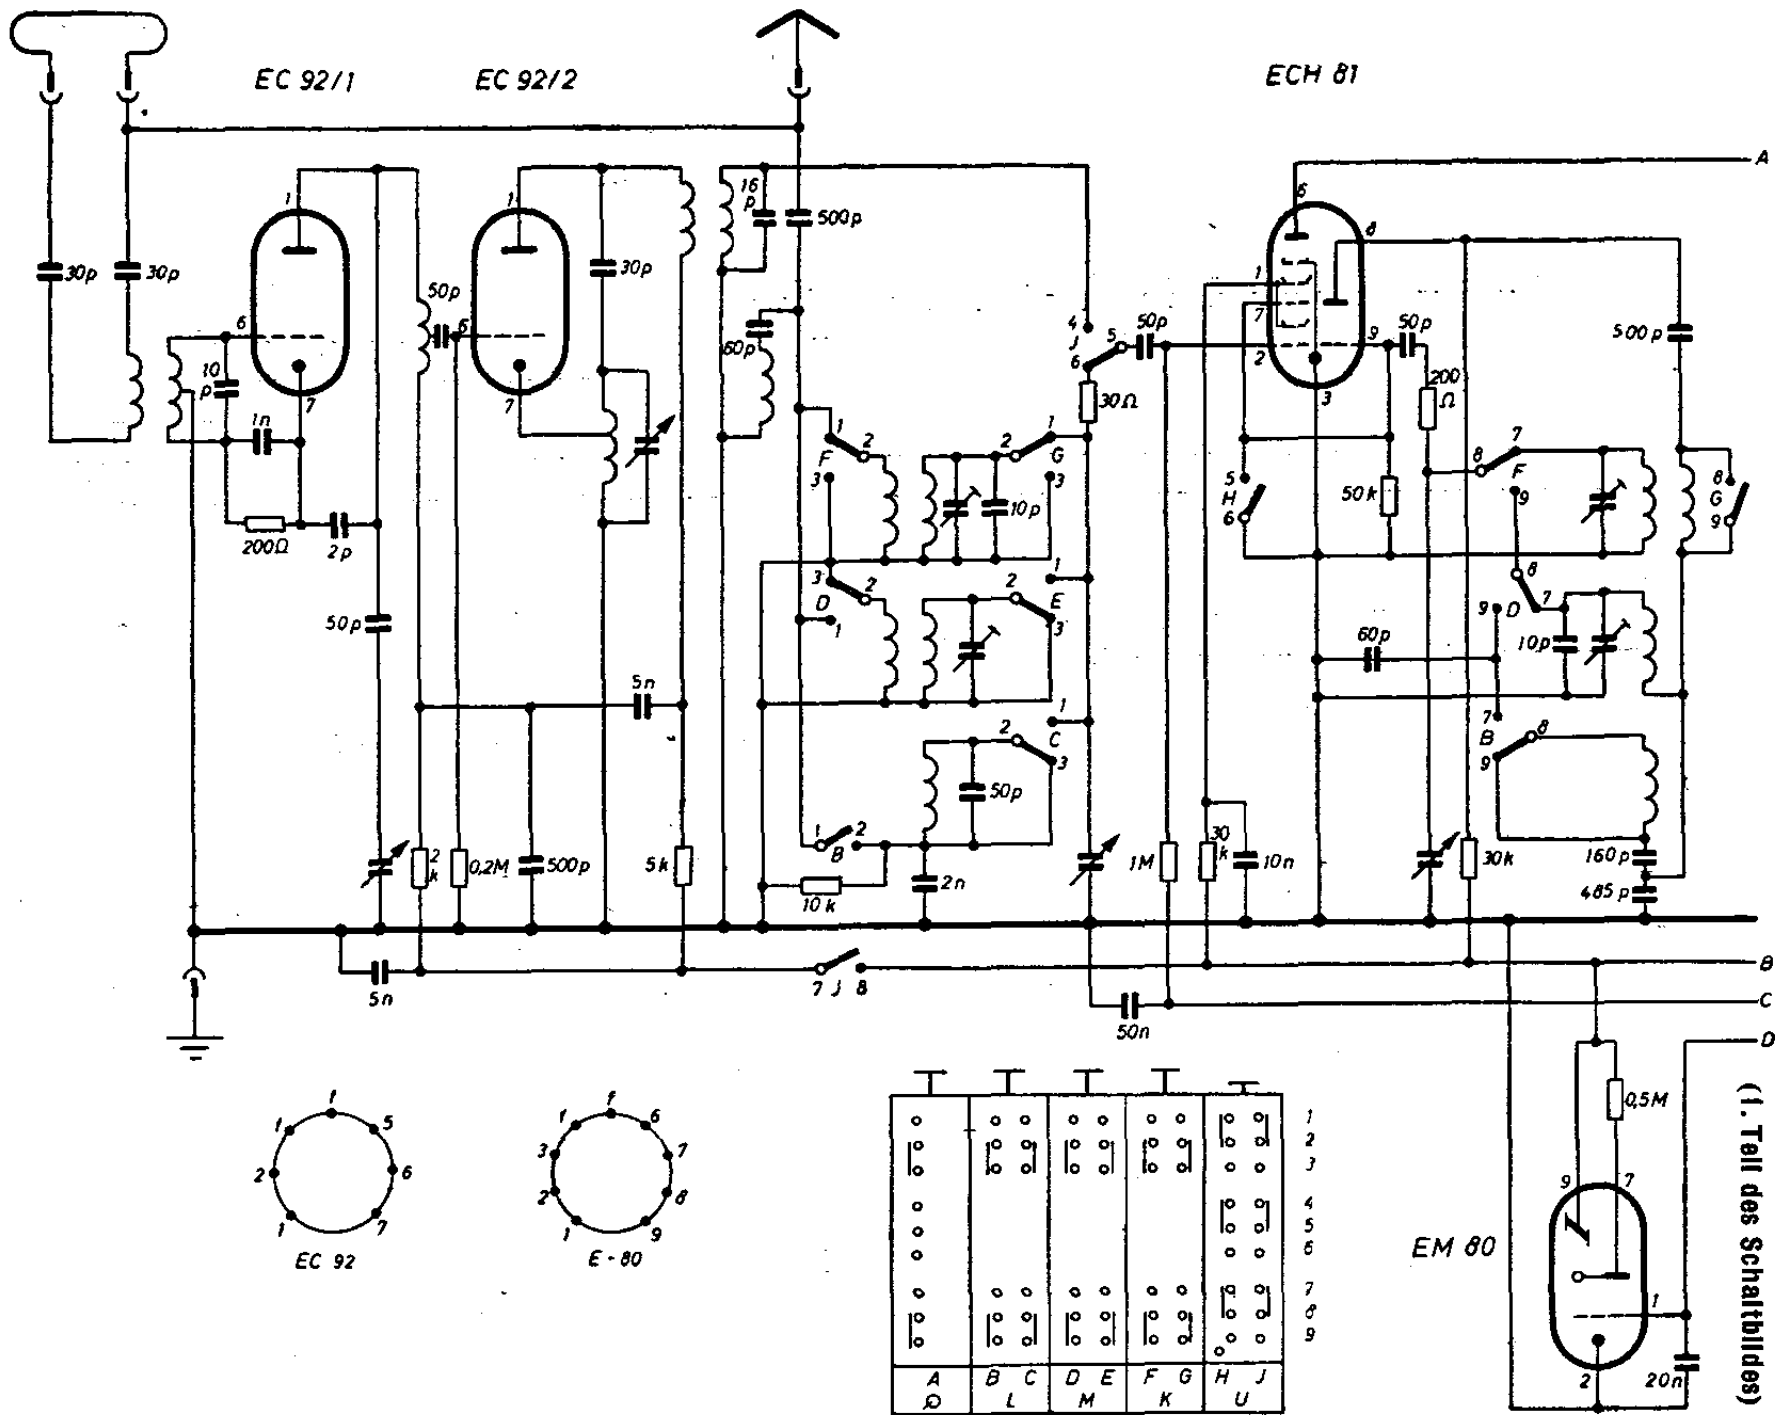 EC 92/1
EC 92/2
ECH 81
A
30p
30p
1
6
7
10
p
1n
200Ω
2p
50p
50p
1
6
7
30p
16
p
500p
60p
4
J
6
5
50p
30Ω
6
8
1
7
2
9
3
50p
200
Ω
500p
1
2
F
3
2
1
G
3
10p
5
H
6
50k
7
8
F
9
8
G
9
3
2
D
1
2
1
E
3
8
9
D
7
60p
10p
5n
2
1
C
3
50p
7
B
8
9
1
2
B
2
k
0,2M
500p
5k
10k
2n
1M
30
k
10n
30k
160p
485p
5n
7 J 8
50n
B
C
D
f
f
5
2
6
1
7
EC 92
f
f
6
3
7
2
8
1
9
E - 80
1
2
3
4
5
6
7
8
9
A
B C
D E
F G
H J
L
M
K
U
EM 80
0,5M
9
7
1
2
20n
(1. Teil des Schaltbildes)